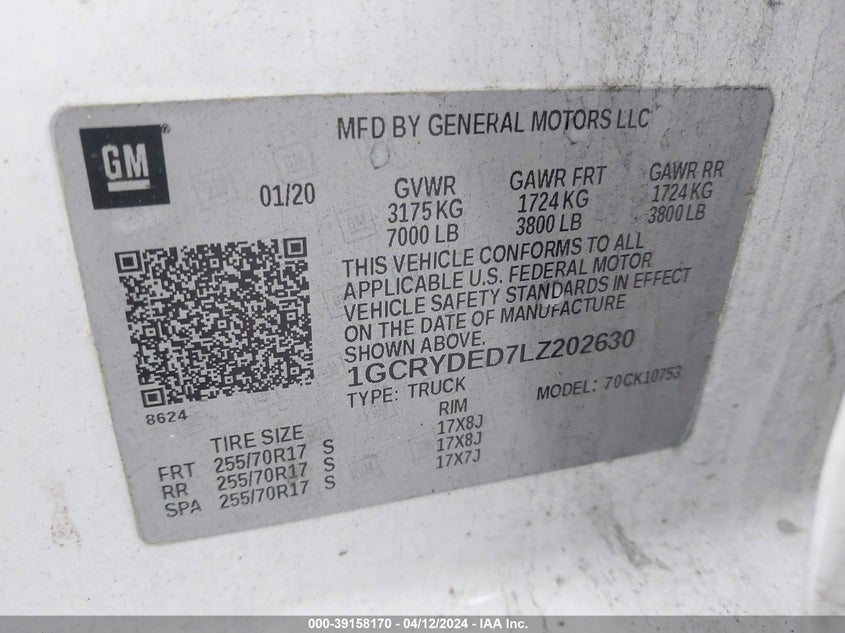 GM
®
MFD BY GENERAL MOTORS LLC
01/20
GVWR
3175 KG
7000 LB
GAWR FRT
1724 KG
3800 LB
GAWR RR
1724 KG
3800 LB
THIS VEHICLE CONFORMS TO ALL
APPLICABLE U.S. FEDERAL MOTOR
VEHICLE SAFETY STANDARDS IN EFFECT
ON THE DATE OF MANUFACTURE
SHOWN ABOVE.
1GCRYDED7LZ202630
TYPE: TRUCK
MODEL: 70CK10753
8624
TIRE SIZE RIM
FRT 255/70R17 S 17X8J
RR 255/70R17 S 17X8J
SPA 255/70R17 S 17X7J
000-39158170 - 04/12/2024 - IAA Inc.